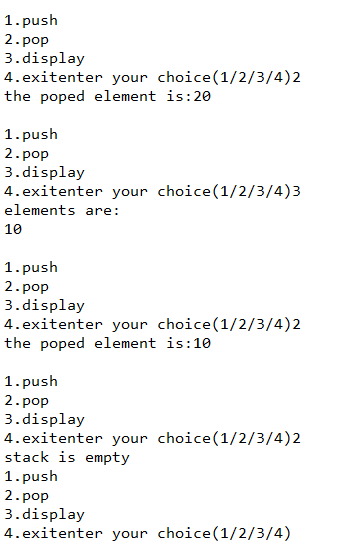 1.push
2.pop
3.display
4.exitenter your choice(1/2/3/4)2
the poped element is:20
1.push
2.pop
3.display
4.exitenter your choice(1/2/3/4)3
elements are:
10
1.push
2.pop
3.display
4.exitenter your choice(1/2/3/4)2
the poped element is:10
1.push
2.pop
3.display
4.exitenter your choice(1/2/3/4)2
stack is empty
1.push
2.pop
3.display
4.exitenter your choice(1/2/3/4)